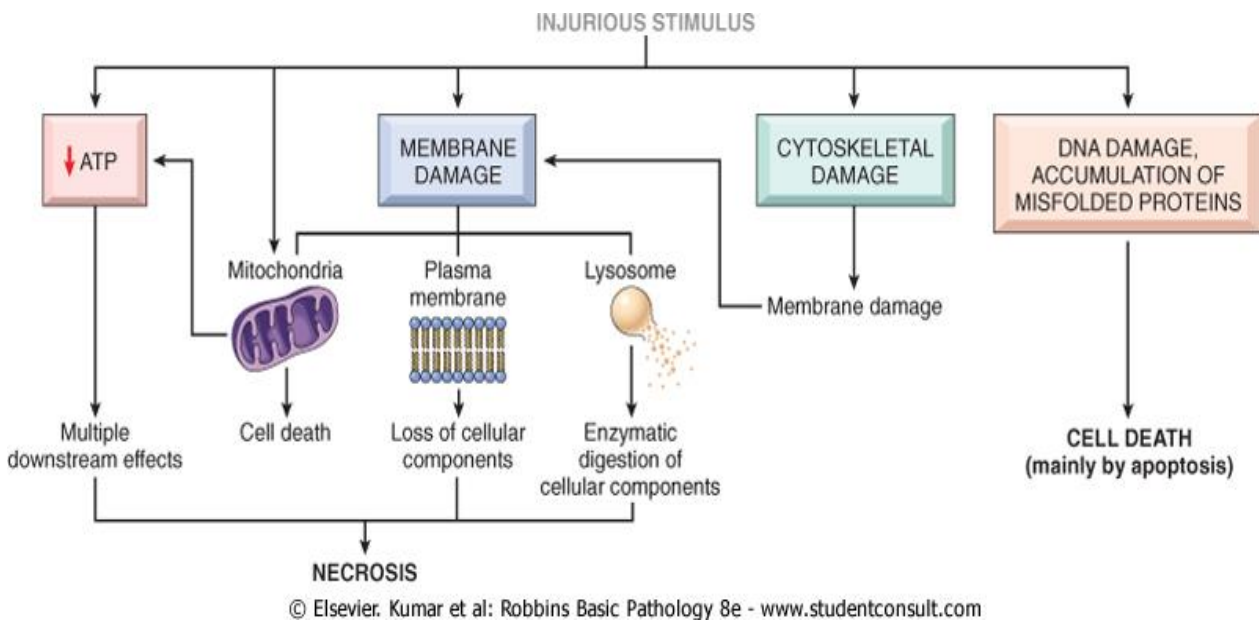 INJURIOUS STIMULUS
ATP
MEMBRANE
DAMAGE
CYTOSKELETAL
DAMAGE
DNA DAMAGE,
ACCUMULATION OF
MISFOLDED PROTEINS
Mitochondria
Plasma
membrane
Lysosome
Membrane damage
Multiple
downstream effects
Cell death
Loss of cellular
components
Enzymatic
digestion of
cellular components
CELL DEATH
(mainly by apoptosis)
NECROSIS
© Elsevier. Kumar et al: Robbins Basic Pathology 8e - www.studentconsult.com